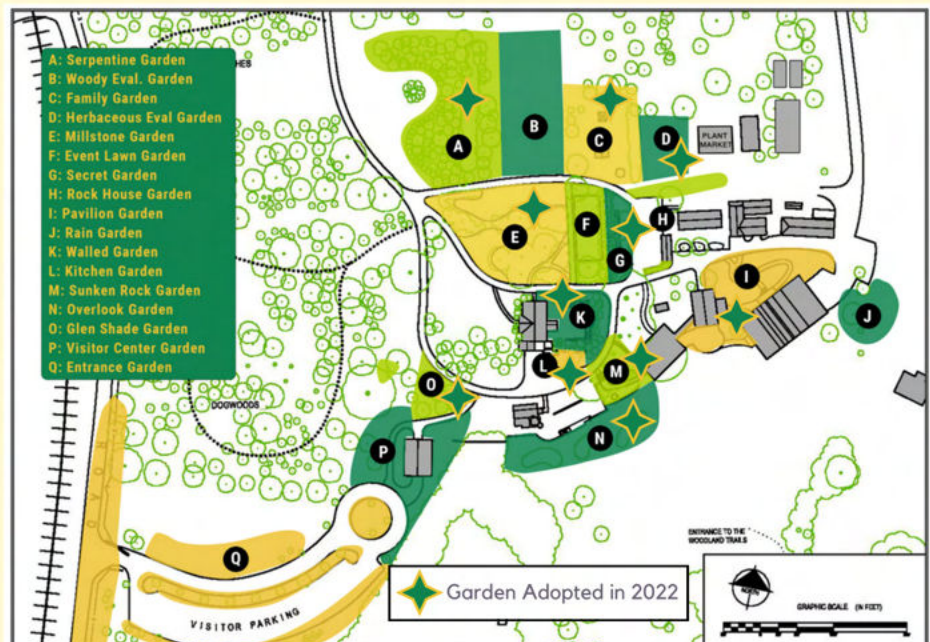 A: Serpentine Garden
B: Woody Eval. Garden
C: Family Garden
D: Herbaceous Eval Garden
E: Millstone Garden
F: Event Lawn Garden
G: Secret Garden
H: Rock House Garden
I: Pavilion Garden
J: Rain Garden
K: Walled Garden
L: Kitchen Garden
M: Sunken Rock Garden
N: Overlook Garden
O: Glen Shade Garden
P: Visitor Center Garden
Q: Entrance Garden
HES
A
B
C
D
PLANT
MARKET
E
F
G
H
I
J
K
L
M
N
O
DOGWOODS
P
Q
VISITOR PARKING
Garden Adopted in 2022
ENTRANCE TO THE
WOODLAND TRAILS
NORTH
GRAPHIC SCALE (IN FEET)